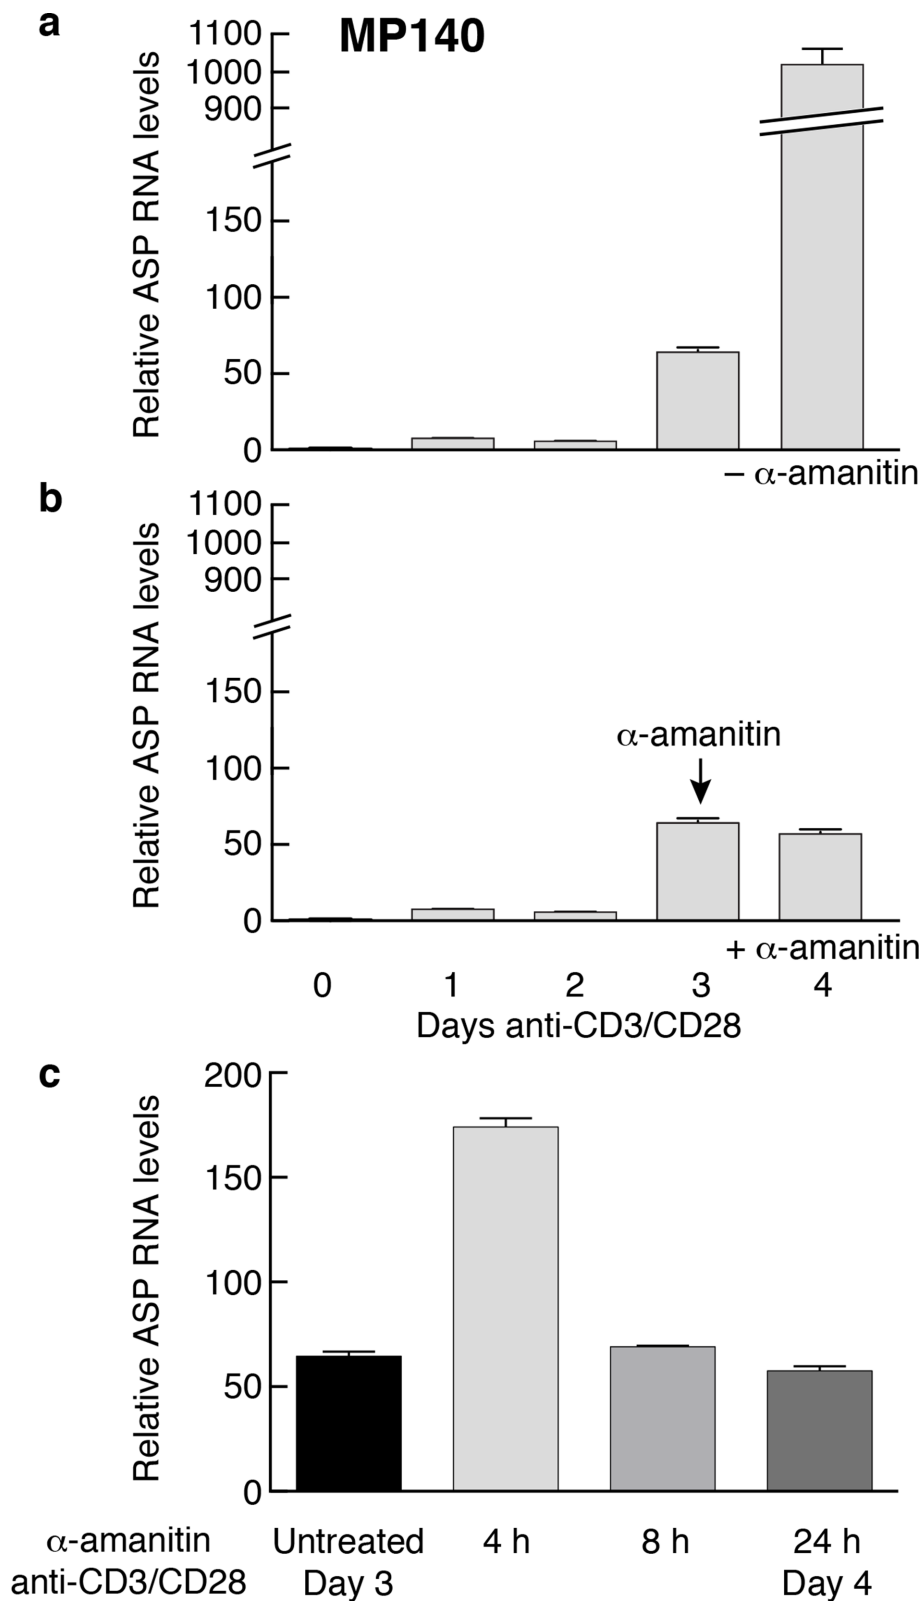 a
MP140
Relative ASP RNA levels
1100
1000
900
150
100
50
0
– α-amanitin
b
Relative ASP RNA levels
1100
1000
900
150
100
50
0
α-amanitin
+ α-amanitin
0 1 2 3 4
Days anti-CD3/CD28
c
Relative ASP RNA levels
200
150
100
50
0
α-amanitin Untreated 4 h 8 h 24 h
anti-CD3/CD28 Day 3 Day 4